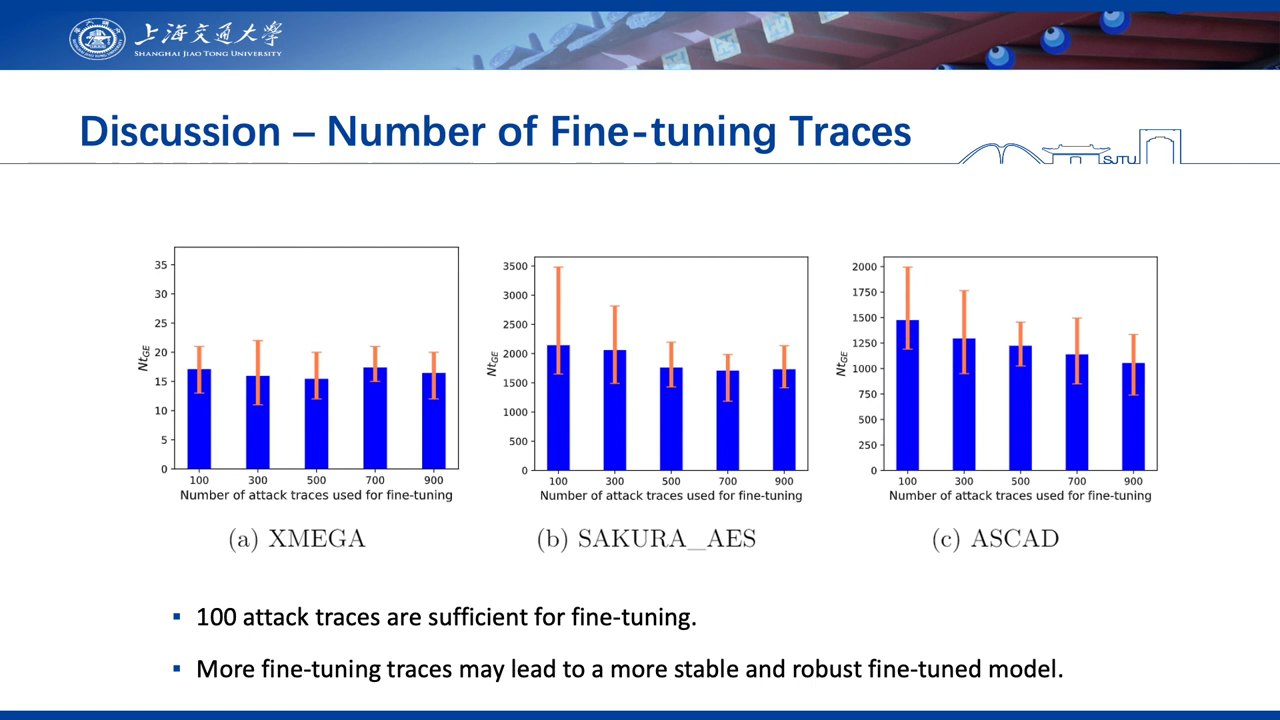 上海交通大学
SHANGHAI JIAO TONG UNIVERSITY
Discussion – Number of Fine-tuning Traces
SJTU
35
30
25
20
15
10
5
0
Nt_GE
100 300 500 700 900
Number of attack traces used for fine-tuning
(a) XMEGA
3500
3000
2500
2000
1500
1000
500
0
Nt_GE
100 300 500 700 900
Number of attack traces used for fine-tuning
(b) SAKURA_AES
2000
1750
1500
1250
1000
750
500
250
0
Nt_GE
100 300 500 700 900
Number of attack traces used for fine-tuning
(c) ASCAD
▪ 100 attack traces are sufficient for fine-tuning.
▪ More fine-tuning traces may lead to a more stable and robust fine-tuned model.